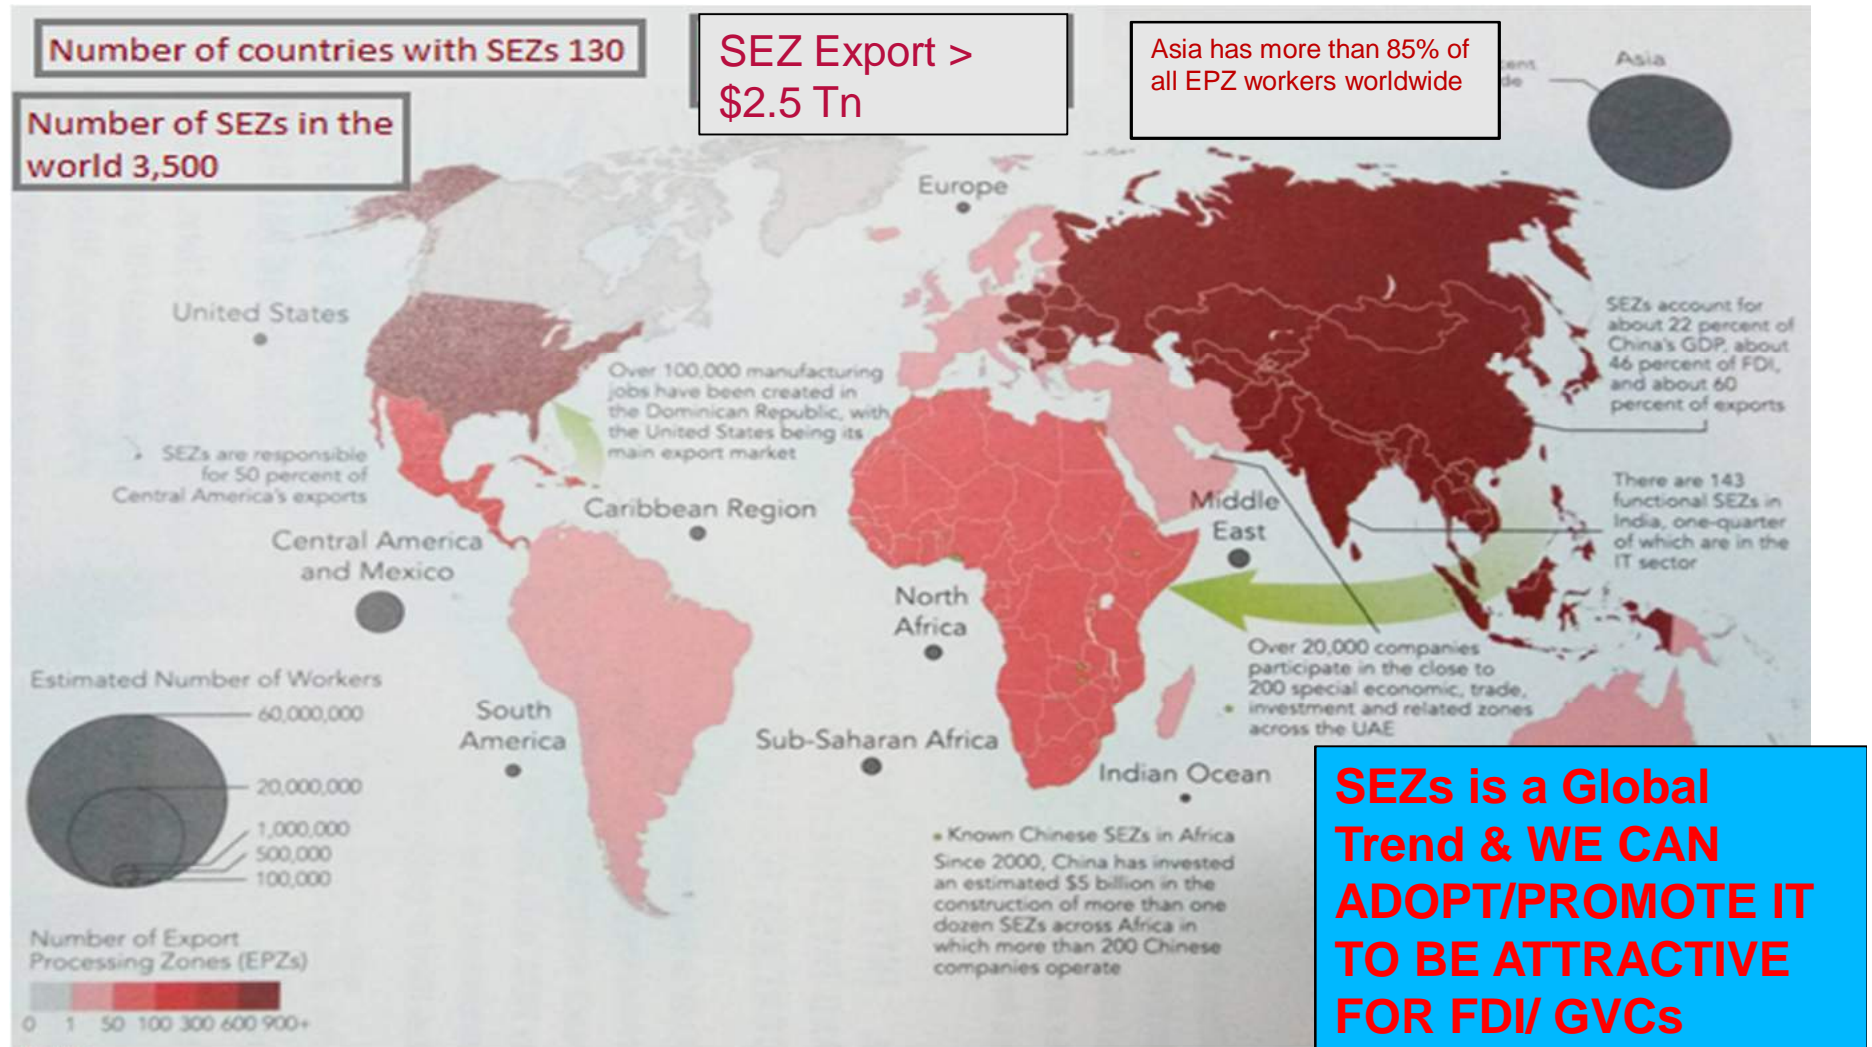 Number of countries with SEZs 130
SEZ Export >
$2.5 Tn
Asia has more than 85% of
all EPZ workers worldwide
Asia
Number of SEZs in the
world 3,500
Europe
United States
SEZs account for
about 22 percent of
China's GDP, about
46 percent of FDI,
and about 60
percent of exports
Over 100,000 manufacturing
jobs have been created in
the Dominican Republic, with
the United States being its
main export market
SEZs are responsible
for 50 percent of
Central America's exports
Caribbean Region
Middle
East
There are 143
functional SEZs in
India, one-quarter
of which are in the
IT sector
Central America
and Mexico
North
Africa
Over 20,000 companies
participate in the close to
200 special economic, trade,
investment and related zones
across the UAE
Estimated Number of Workers
60,000,000
20,000,000
1,000,000
500,000
100,000
South
America
Sub-Saharan Africa
Indian Ocean
Known Chinese SEZs in Africa
Since 2000, China has invested
an estimated $5 billion in the
construction of more than one
dozen SEZs across Africa in
which more than 200 Chinese
companies operate
Number of Export
Processing Zones (EPZs)
0 1 50 100 300 600 900+
SEZs is a Global
Trend & WE CAN
ADOPT/PROMOTE IT
TO BE ATTRACTIVE
FOR FDI/ GVCs